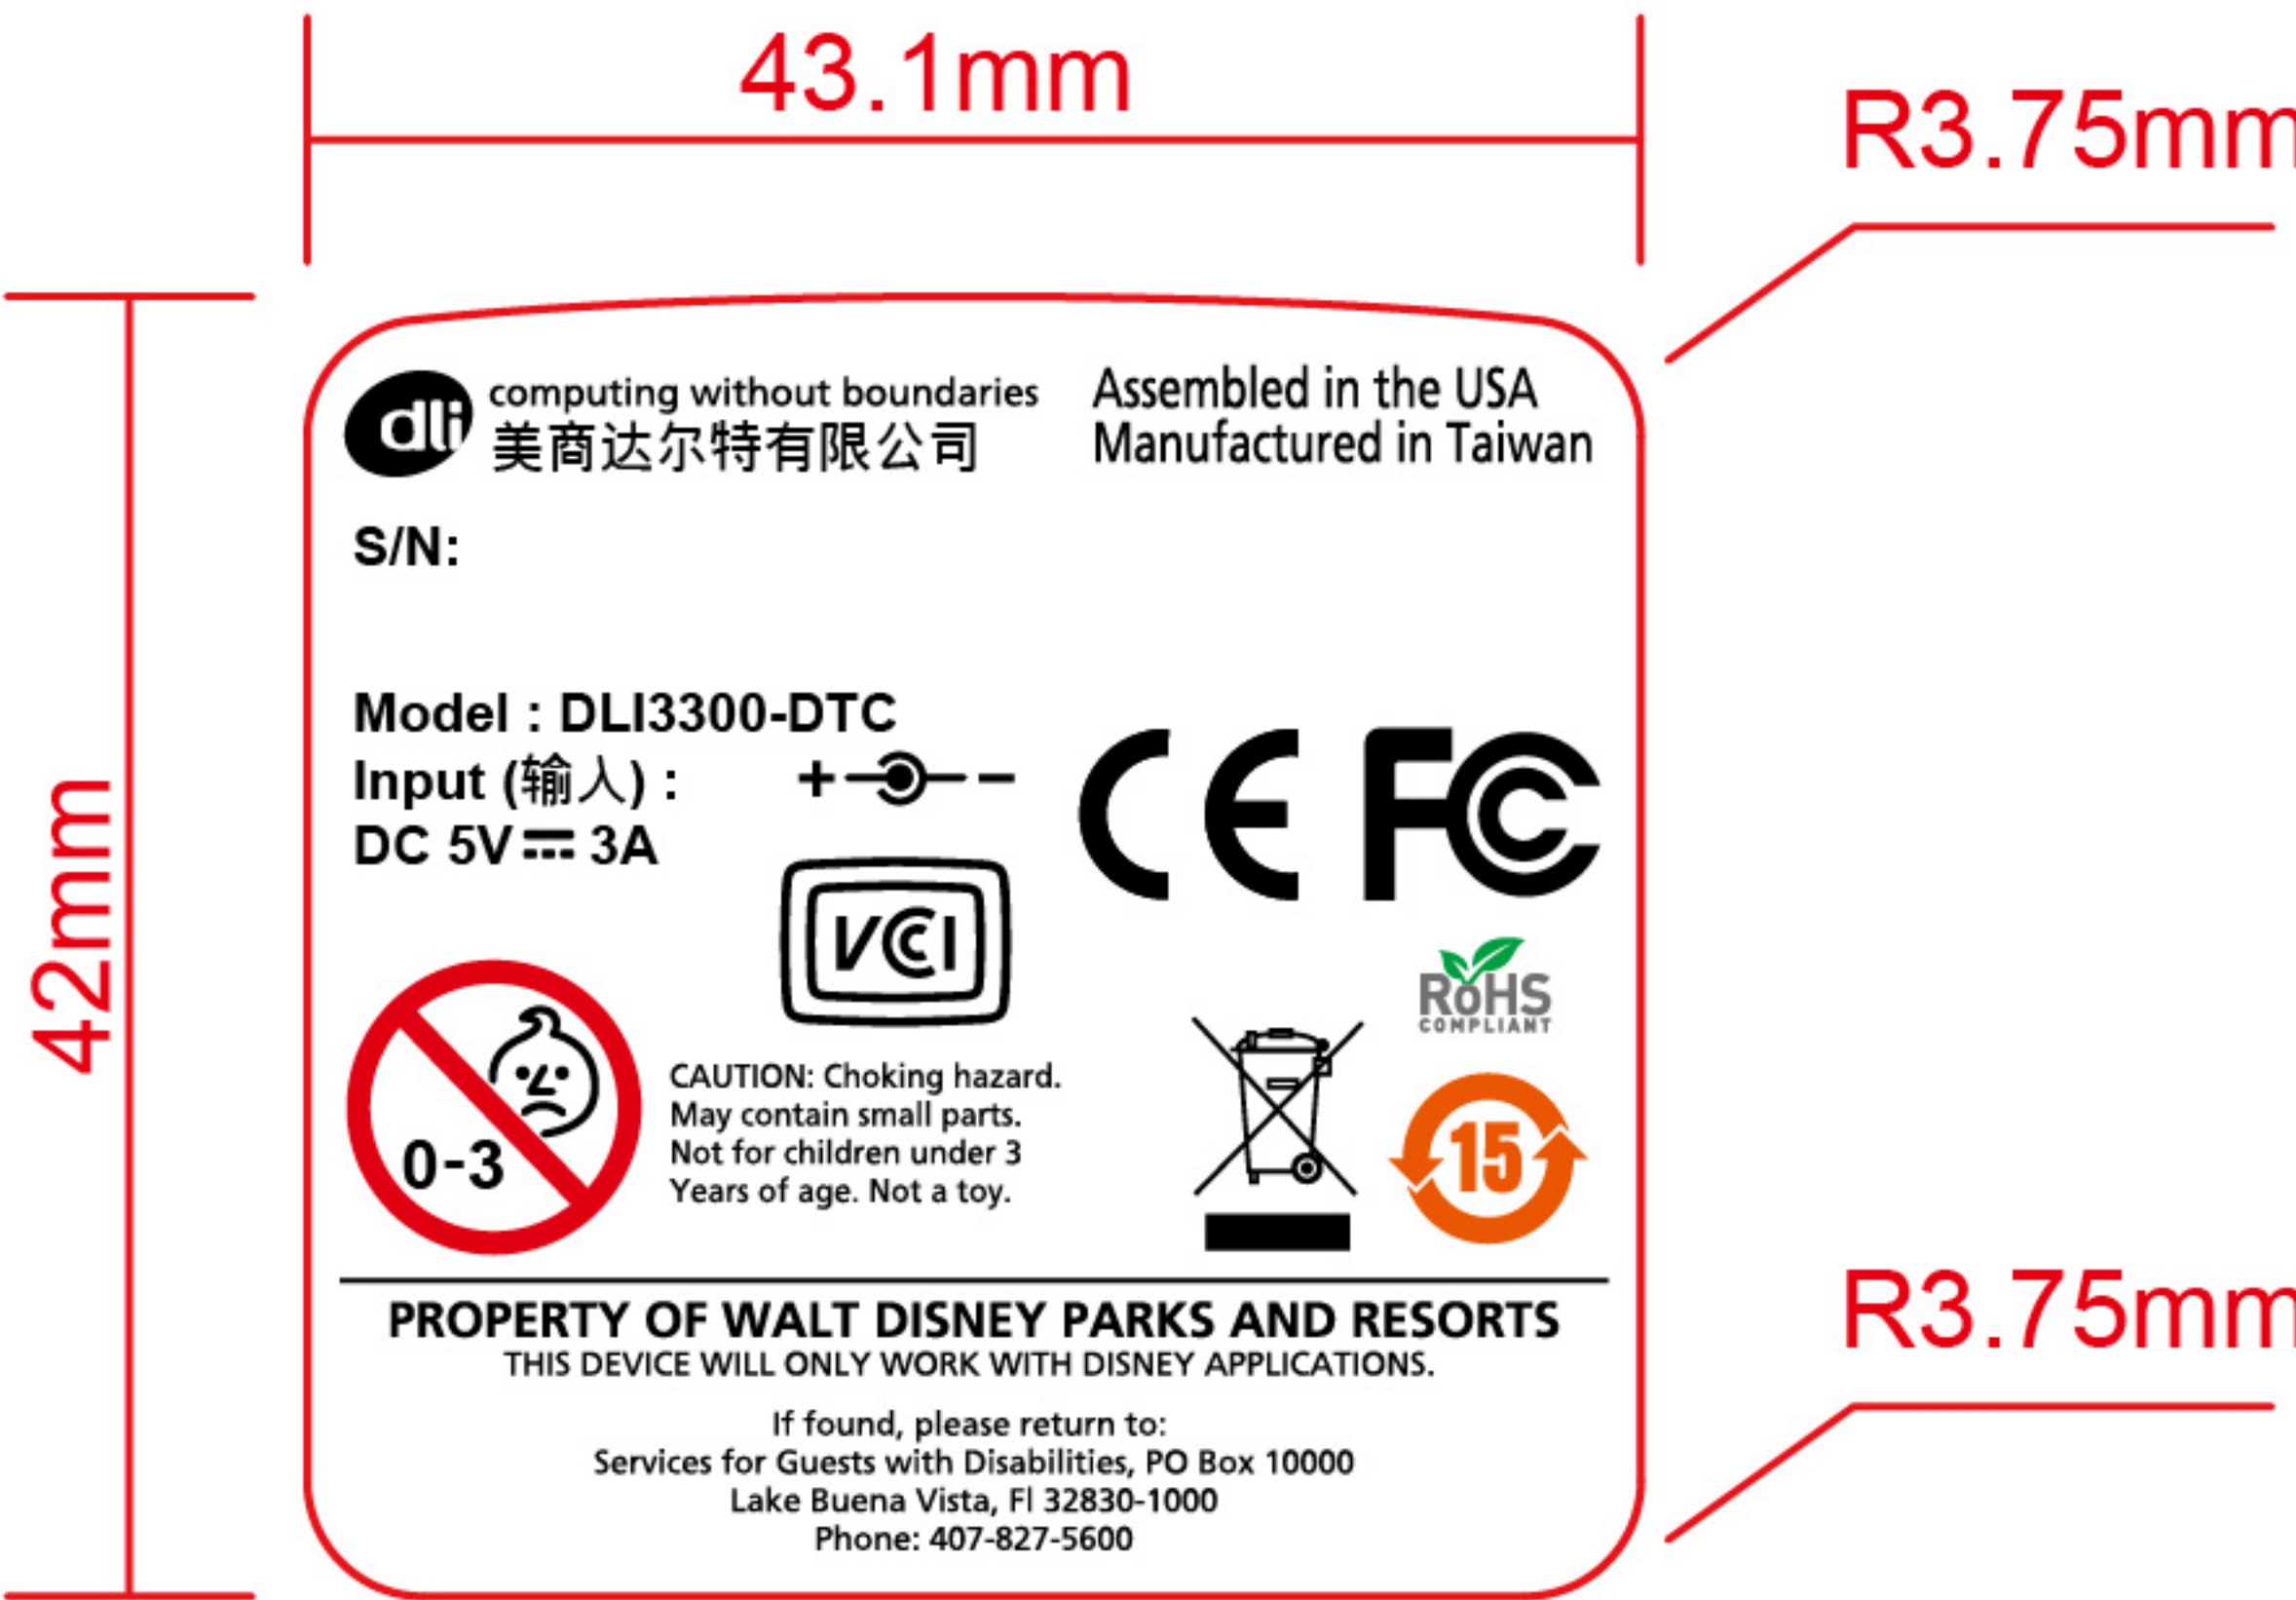 43.1mm
R3.75mm
42mm
dli
computing without boundaries
美商达尔特有限公司
Assembled in the USA
Manufactured in Taiwan
S/N:
Model : DLI3300-DTC
Input (输入) :
+ −
DC 5V 3A
CE FC
VCCI
RoHS
COMPLIANT
0-3
CAUTION: Choking hazard.
May contain small parts.
Not for children under 3
Years of age. Not a toy.
15
PROPERTY OF WALT DISNEY PARKS AND RESORTS
THIS DEVICE WILL ONLY WORK WITH DISNEY APPLICATIONS.
R3.75mm
If found, please return to:
Services for Guests with Disabilities, PO Box 10000
Lake Buena Vista, Fl 32830-1000
Phone: 407-827-5600